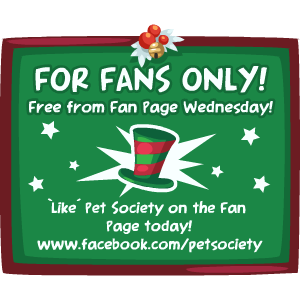 FOR FANS ONLY!
Free from Fan Page Wednesday!
`Like´ Pet Society on the Fan
Page today!
www.facebook.com/petsociety